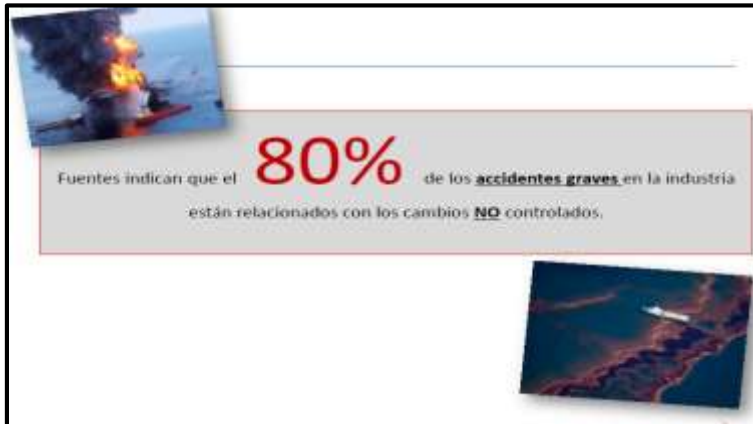 Fuentes indican que el 80% de los accidentes graves en la industria
están relacionados con los cambios NO controlados.